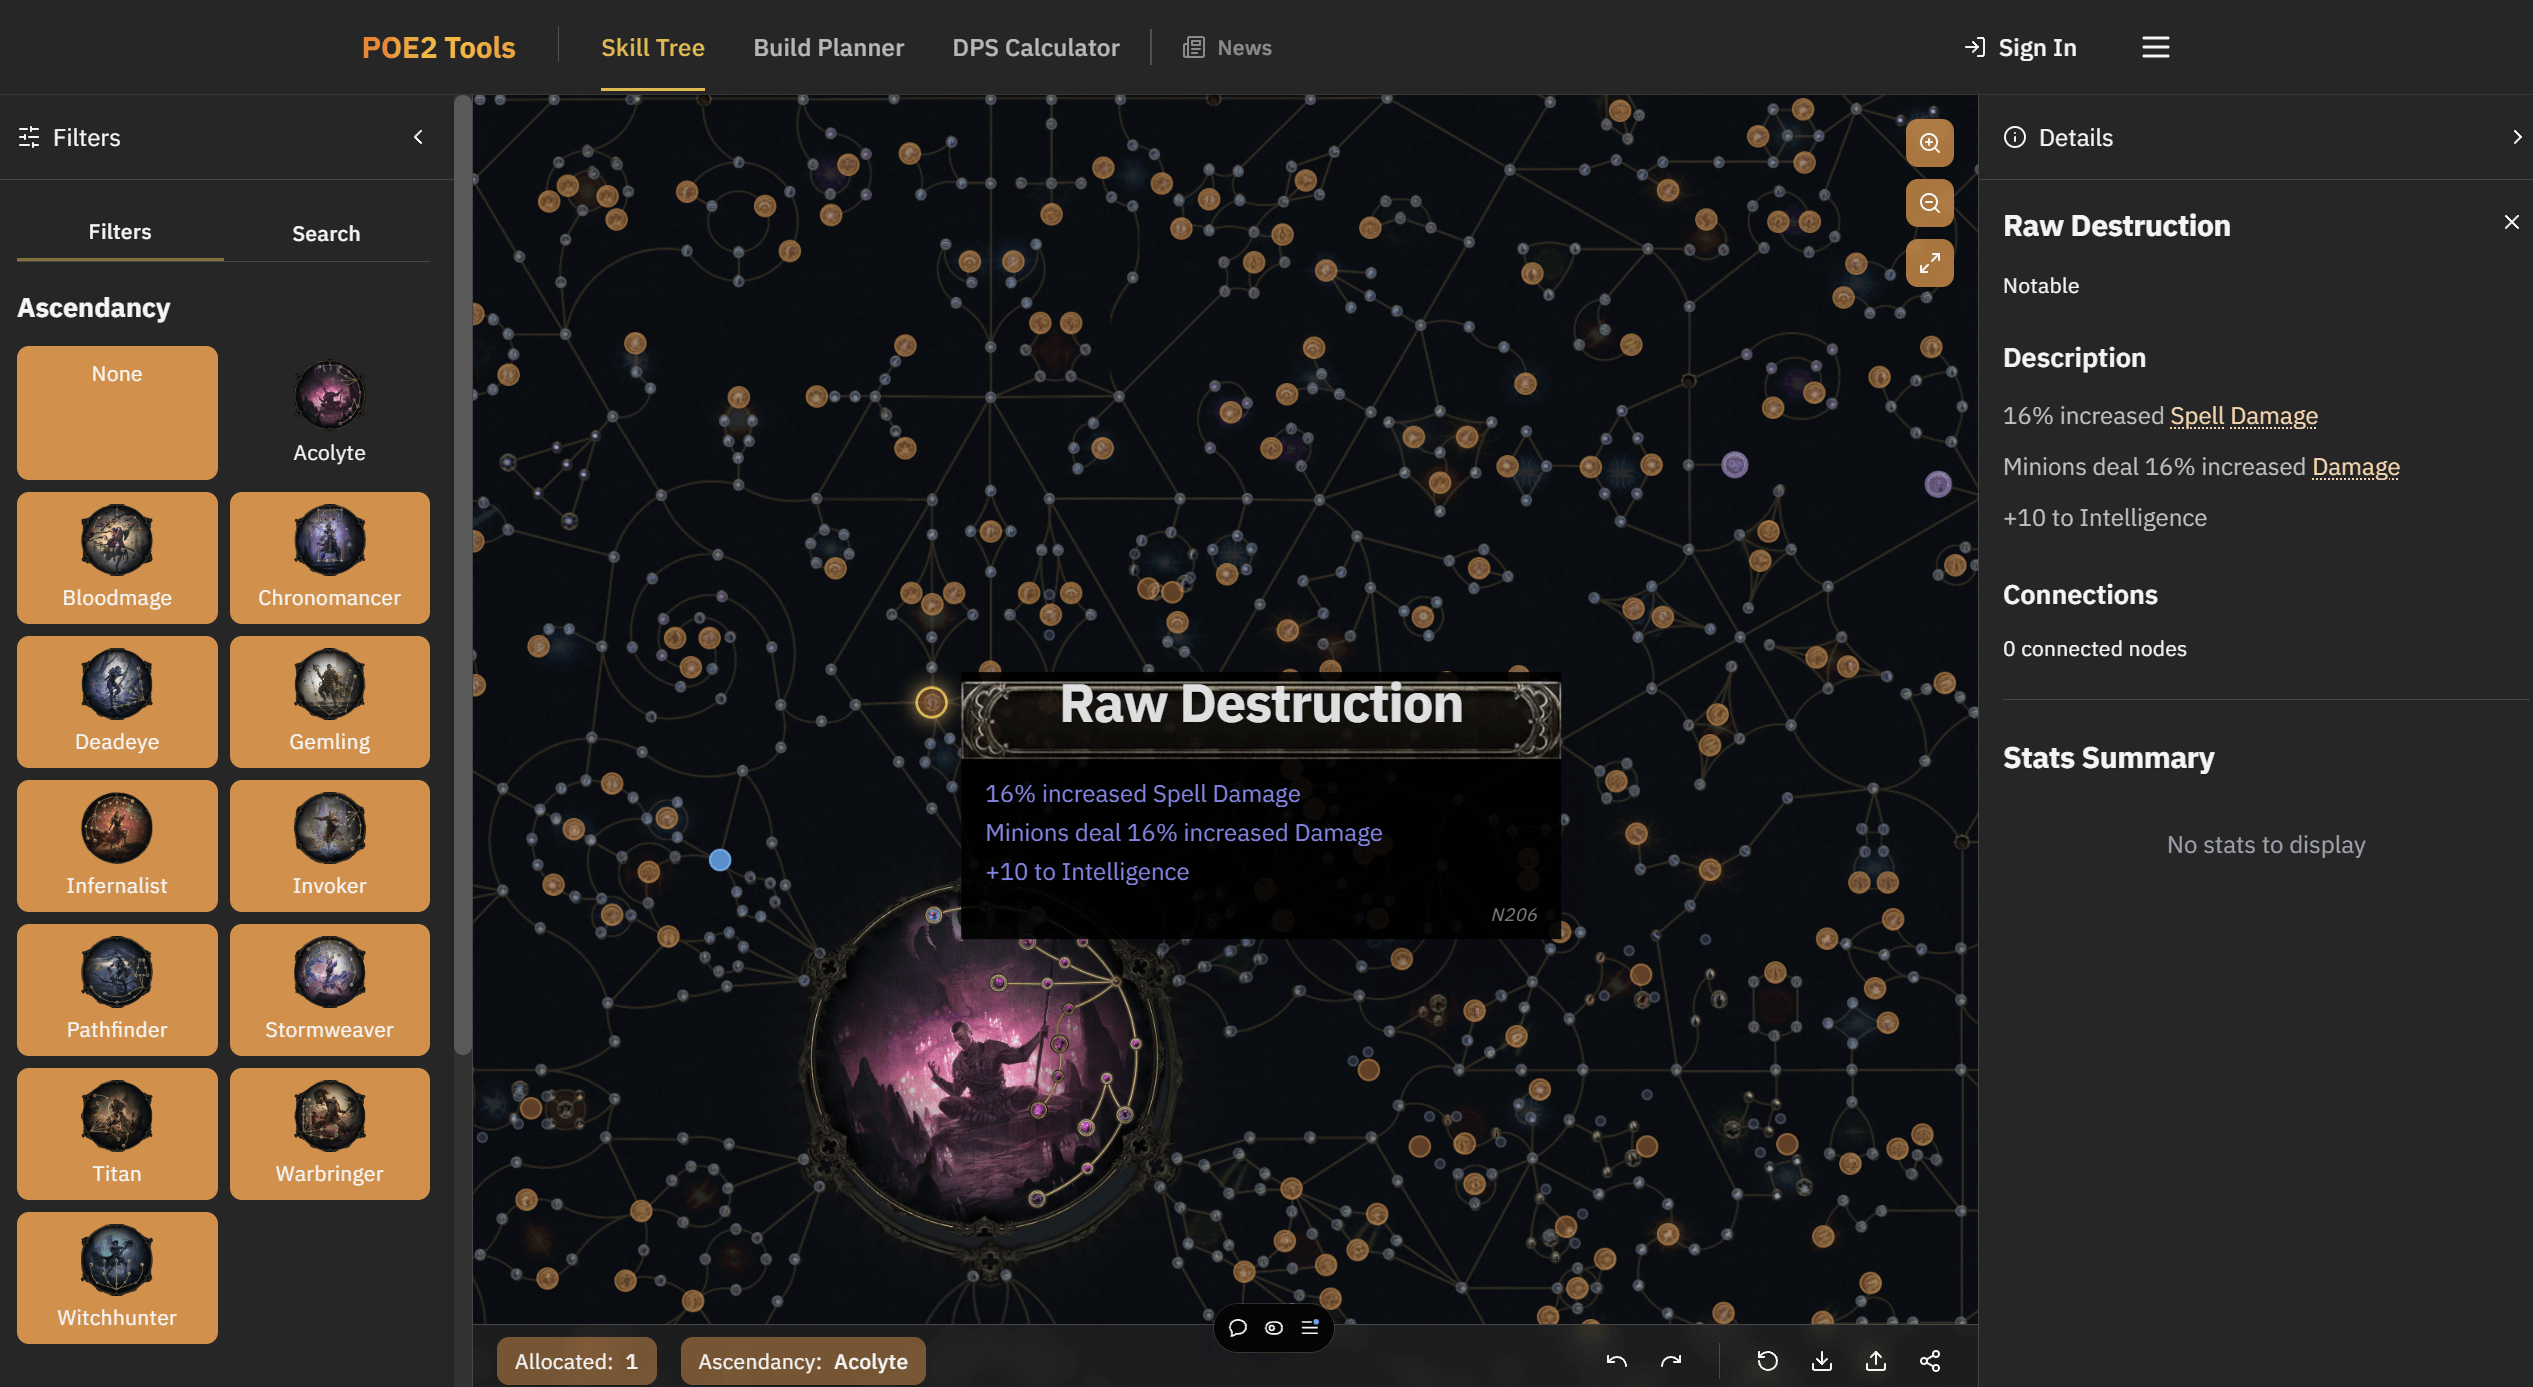 POE2 Tools
Skill Tree
Build Planner
DPS Calculator
News
Sign In
Filters
Filters
Search
Ascendancy
None
Acolyte
Bloodmage
Chronomancer
Deadeye
Gemling
Infernalist
Invoker
Pathfinder
Stormweaver
Titan
Warbringer
Witchhunter
Raw Destruction
16% increased Spell Damage
Minions deal 16% increased Damage
+10 to Intelligence
N206
Allocated: 1
Ascendancy: Acolyte
Details
Raw Destruction
Notable
Description
16% increased Spell Damage
Minions deal 16% increased Damage
+10 to Intelligence
Connections
0 connected nodes
Stats Summary
No stats to display